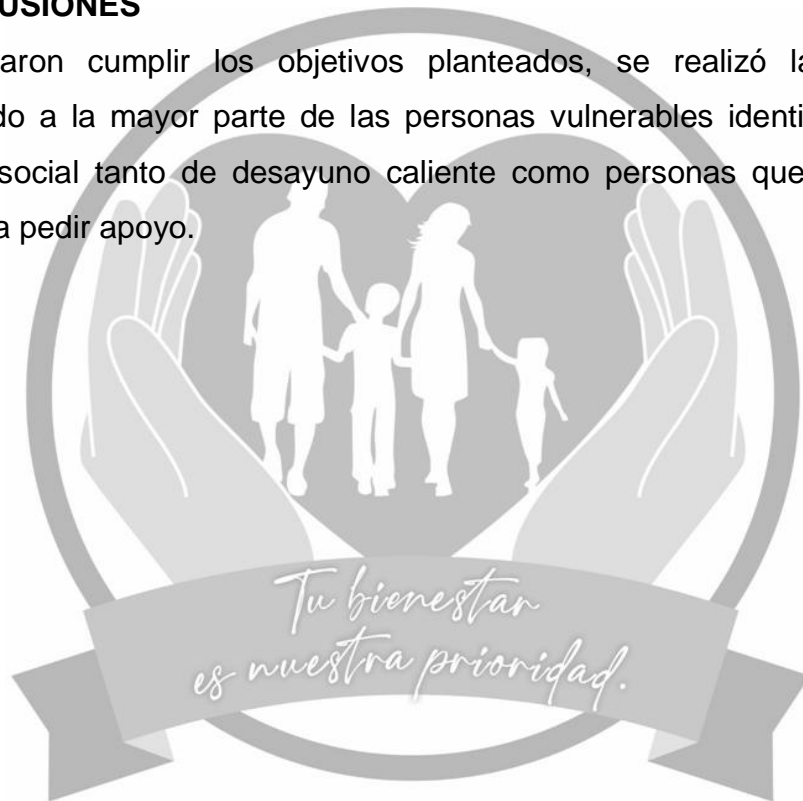 USIONES
aron cumplir los objetivos planteados, se realizó la
do a la mayor parte de las personas vulnerables identi
social tanto de desayuno caliente como personas que
a pedir apoyo.
Tu bienestar
es nuestra prioridad.